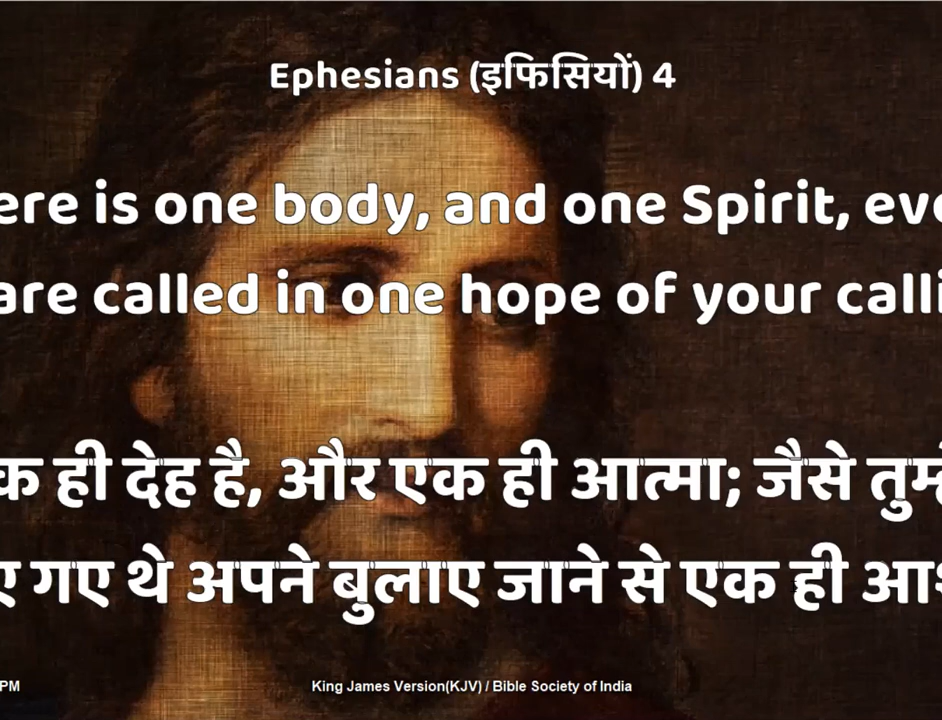 Ephesians (इफिसियों) 4
ere is one body, and one Spirit, eve
are called in one hope of your calli
क ही देह है, और एक ही आत्मा; जैसे तुम्
ए गए थे अपने बुलाए जाने से एक ही आश
PM
King James Version(KJV) / Bible Society of India